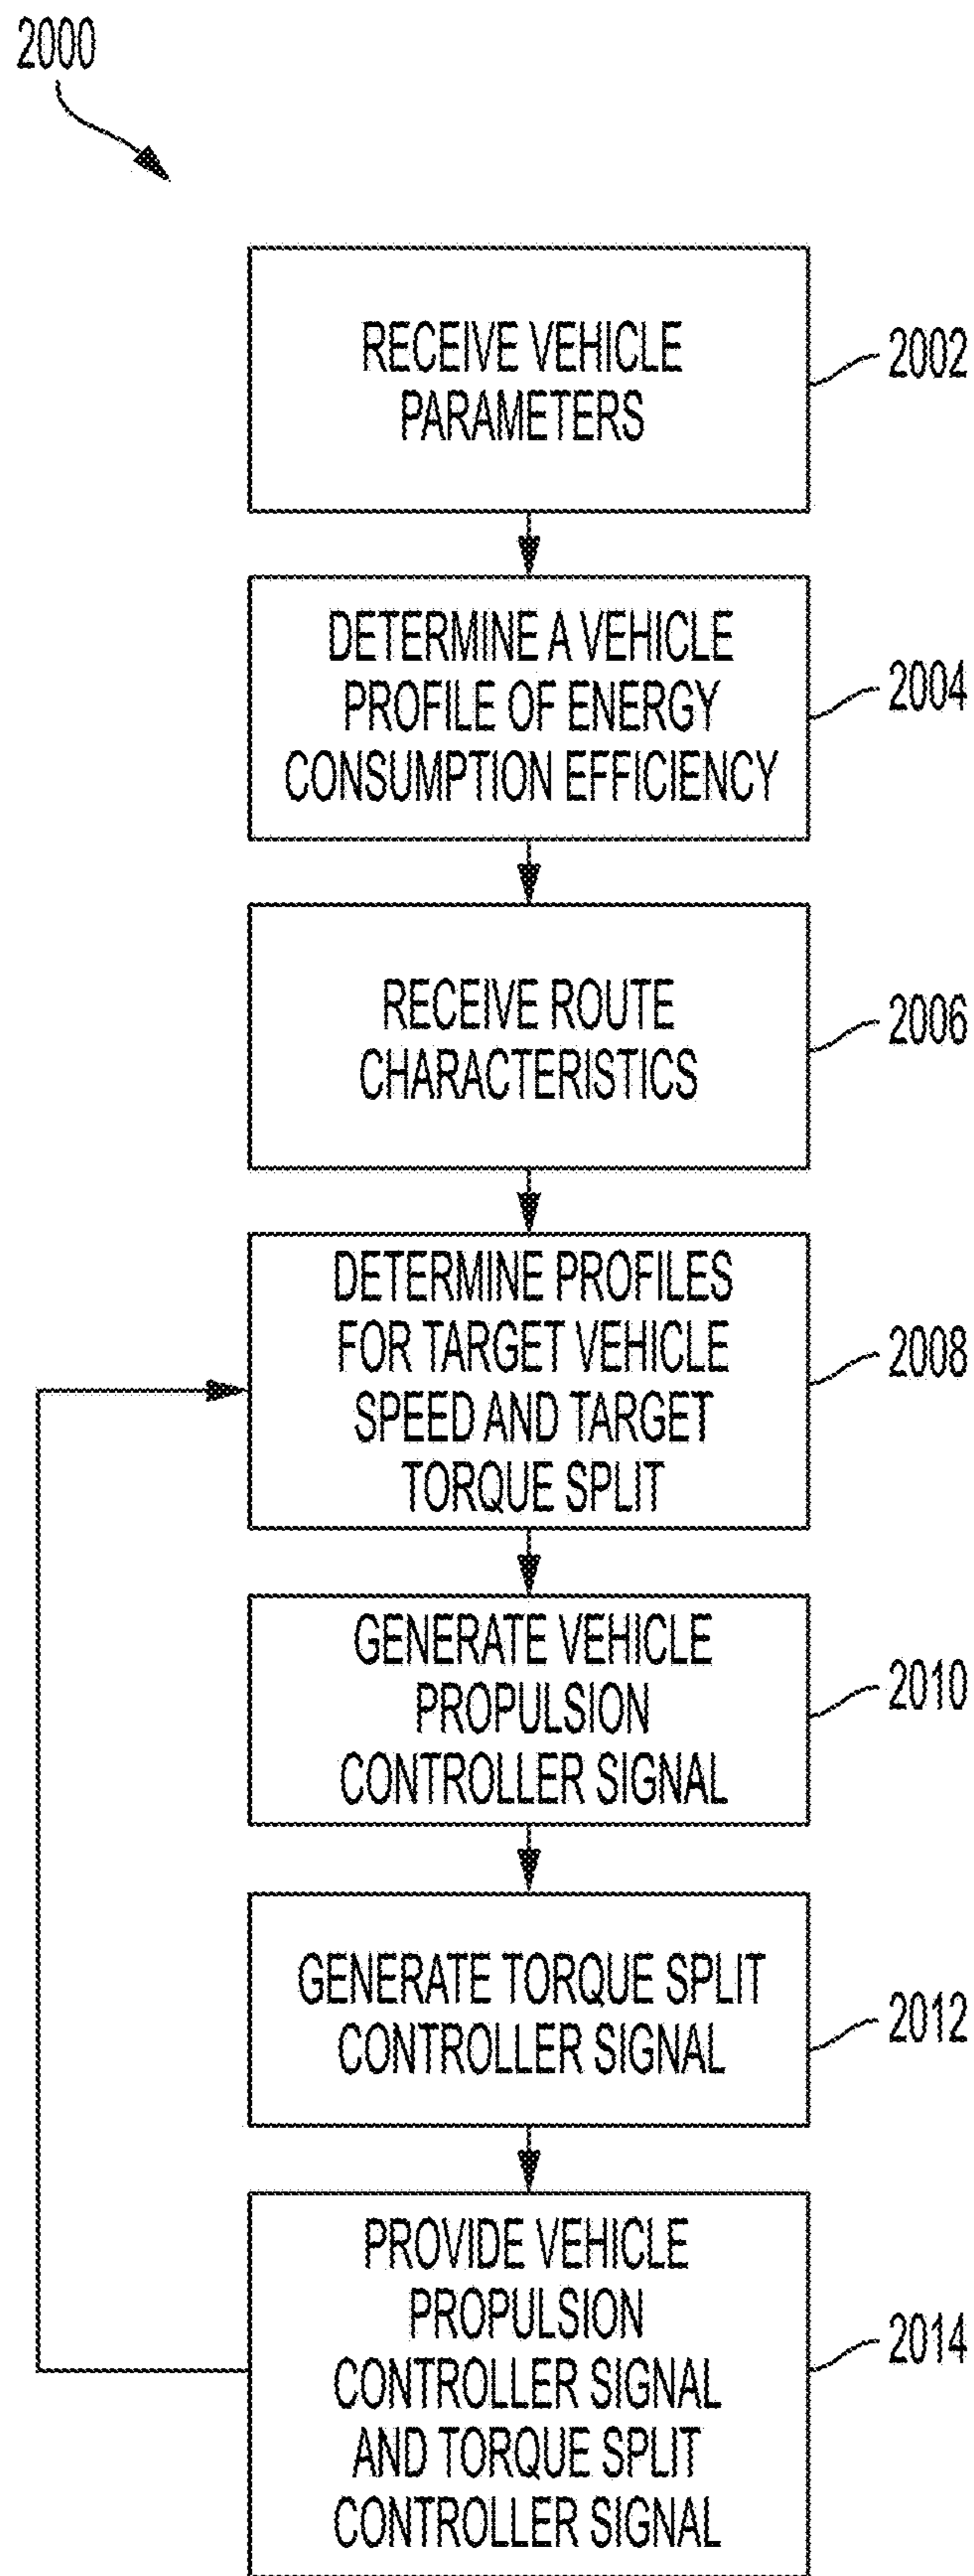 2000
RECEIVE VEHICLE
PARAMETERS
2002
DETERMINE A VEHICLE
PROFILE OF ENERGY
CONSUMPTION EFFICIENCY
2004
RECEIVE ROUTE
CHARACTERISTICS
2006
DETERMINE PROFILES
FOR TARGET VEHICLE
SPEED AND TARGET
TORQUE SPLIT
2008
GENERATE VEHICLE
PROPULSION
CONTROLLER SIGNAL
2010
GENERATE TORQUE SPLIT
CONTROLLER SIGNAL
2012
PROVIDE VEHICLE
PROPULSION
CONTROLLER SIGNAL
AND TORQUE SPLIT
CONTROLLER SIGNAL
2014